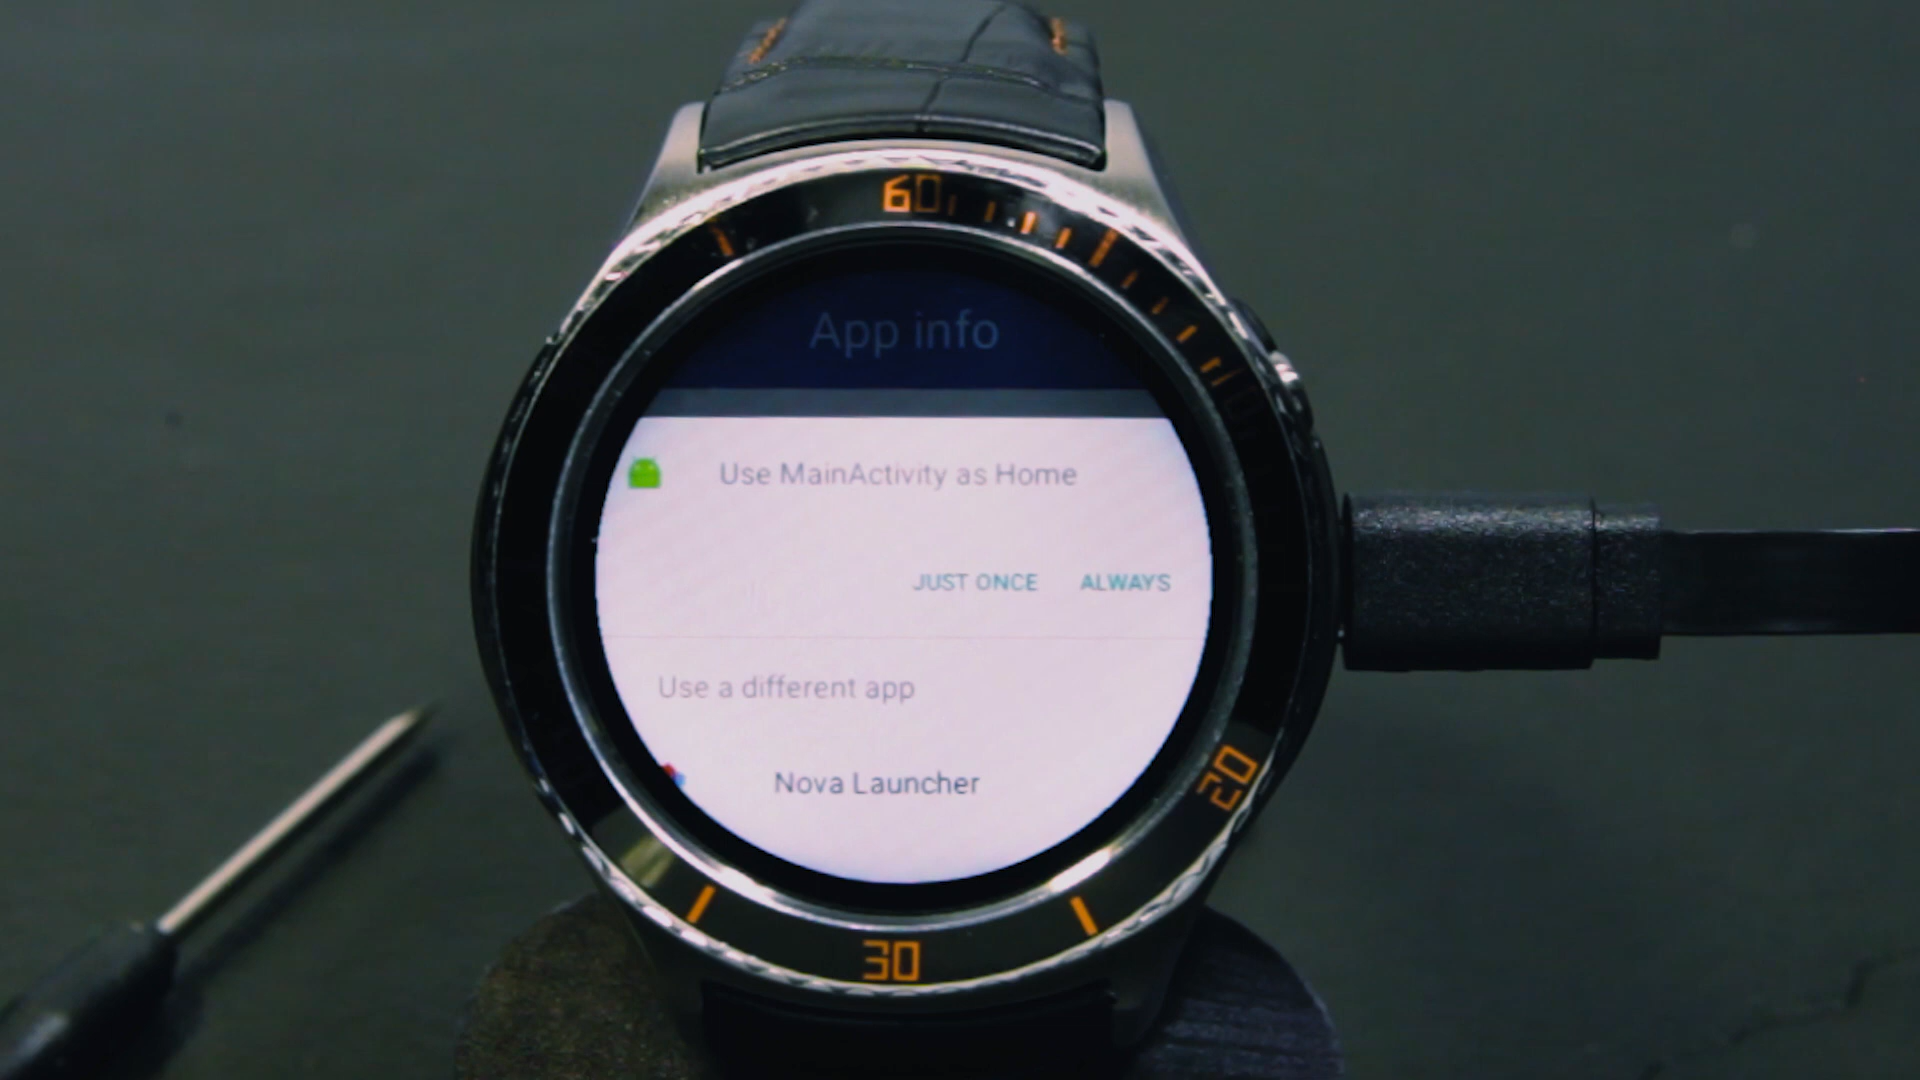 60
App info
Use MainActivity as Home
JUST ONCE ALWAYS
Use a different app
Nova Launcher
20
30